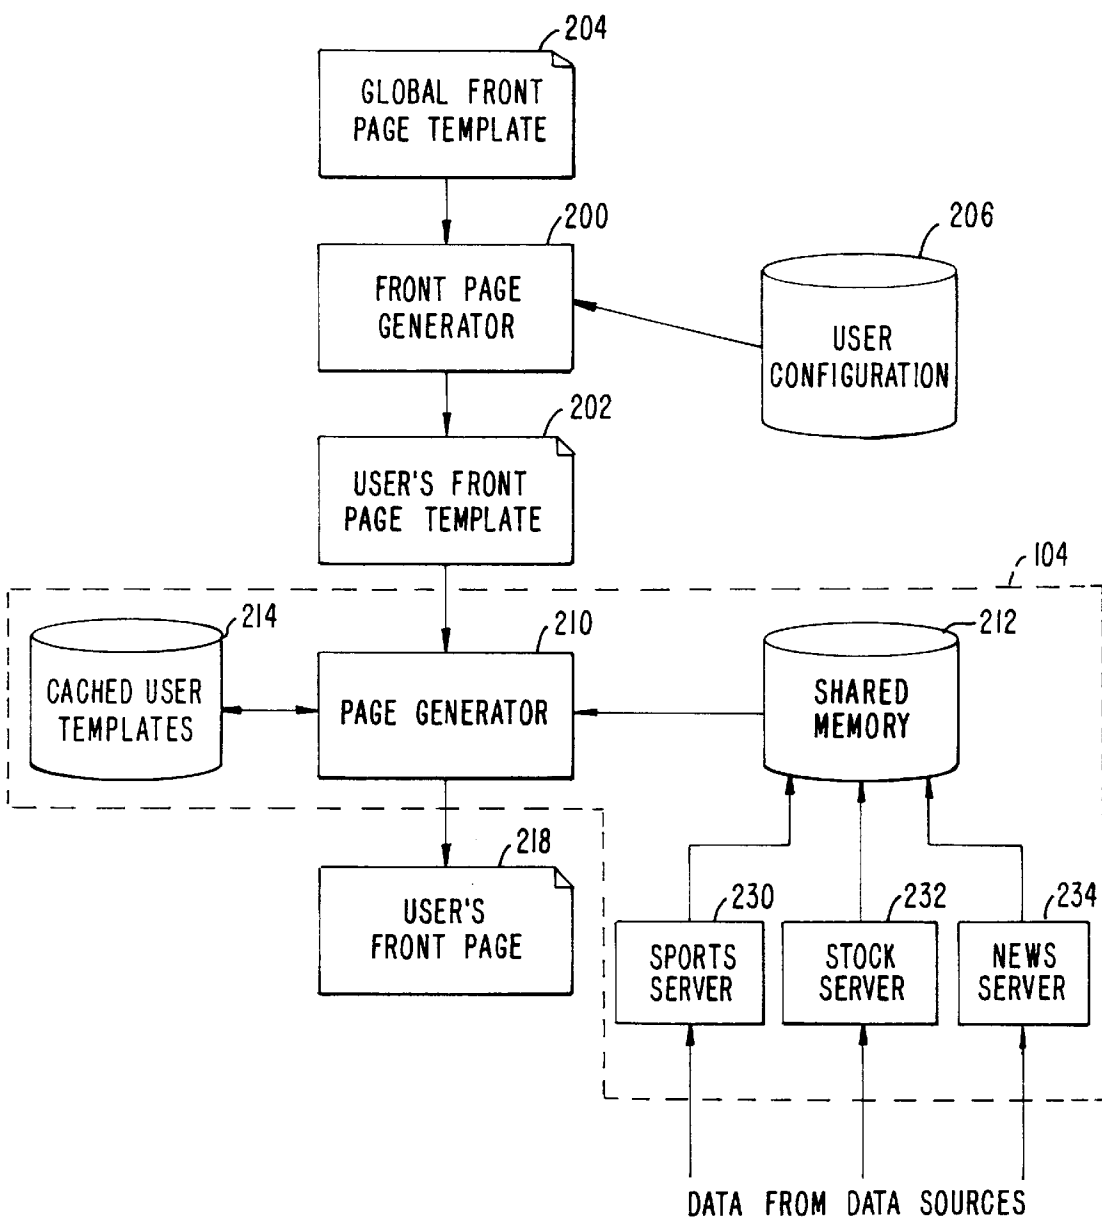 204
GLOBAL FRONT
PAGE TEMPLATE
200
FRONT PAGE
GENERATOR
206
USER
CONFIGURATION
202
USER'S FRONT
PAGE TEMPLATE
104
214
CACHED USER
TEMPLATES
210
PAGE GENERATOR
212
SHARED
MEMORY
218
USER'S
FRONT PAGE
230
SPORTS
SERVER
232
STOCK
SERVER
234
NEWS
SERVER
DATA FROM DATA SOURCES